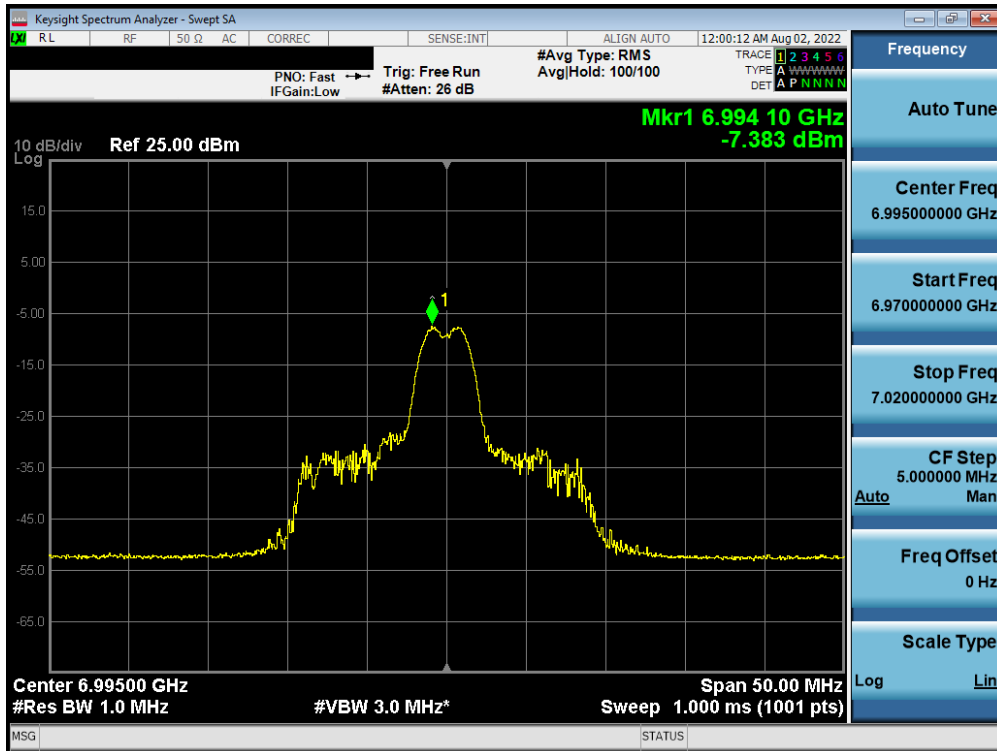 Keysight Spectrum Analyzer - Swept SA
LXI RL RF 50 Ω AC CORREC SENSE:INT ALIGN AUTO 12:00:12 AM Aug 02, 2022
PNO: Fast
IFGain:Low
Trig: Free Run
#Atten: 26 dB
#Avg Type: RMS
Avg|Hold: 100/100
TRACE 1 2 3 4 5 6
TYPE A WWWWW
DET A P N N N N
Mkr1 6.994 10 GHz
-7.383 dBm
10 dB/div Ref 25.00 dBm
Log
15.0
5.00
-5.00
-15.0
-25.0
-35.0
-45.0
-55.0
-65.0
1
Center 6.99500 GHz Span 50.00 MHz
#Res BW 1.0 MHz #VBW 3.0 MHz* Sweep 1.000 ms (1001 pts)
MSG STATUS
Frequency
Auto Tune
Center Freq
6.995000000 GHz
Start Freq
6.970000000 GHz
Stop Freq
7.020000000 GHz
CF Step
5.000000 MHz
Auto Man
Freq Offset
0 Hz
Scale Type
Log Lin